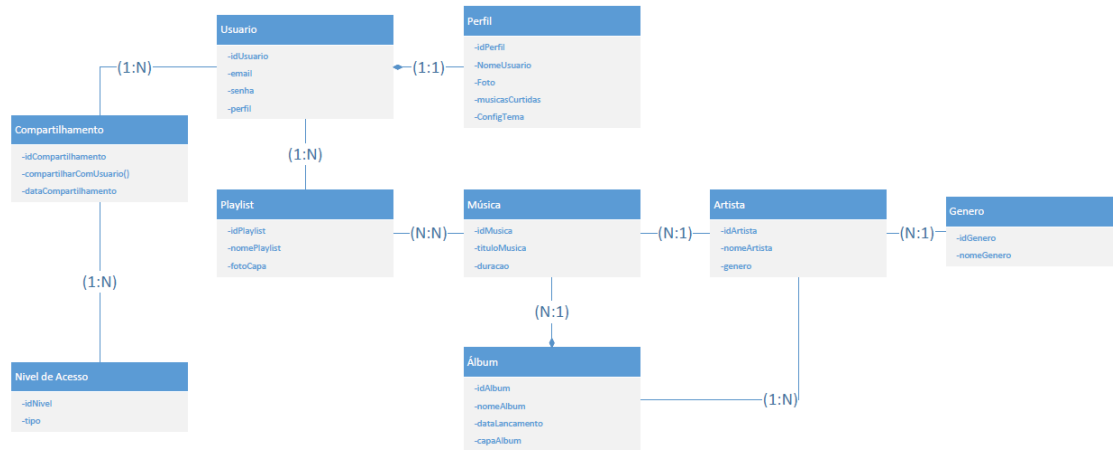 Usuario
-idUsuario
-email
-senha
-perfil
Perfil
-idPerfil
-NomeUsuario
-Foto
-musicasCurtidas
-ConfigTema
(1:N)
(1:1)
Compartilhamento
-idCompartilhamento
-compartilharComUsuario()
-dataCompartilhamento
(1:N)
Playlist
-idPlaylist
-nomePlaylist
-fotoCapa
(N:N)
Música
-idMusica
-tituloMusica
-duracao
(N:1)
Artista
-idArtista
-nomeArtista
-genero
(N:1)
Genero
-idGenero
-nomeGenero
(1:N)
(N:1)
Nivel de Acesso
-idNivel
-tipo
Álbum
-idAlbum
-nomeAlbum
-dataLancamento
-capaAlbum
(1:N)